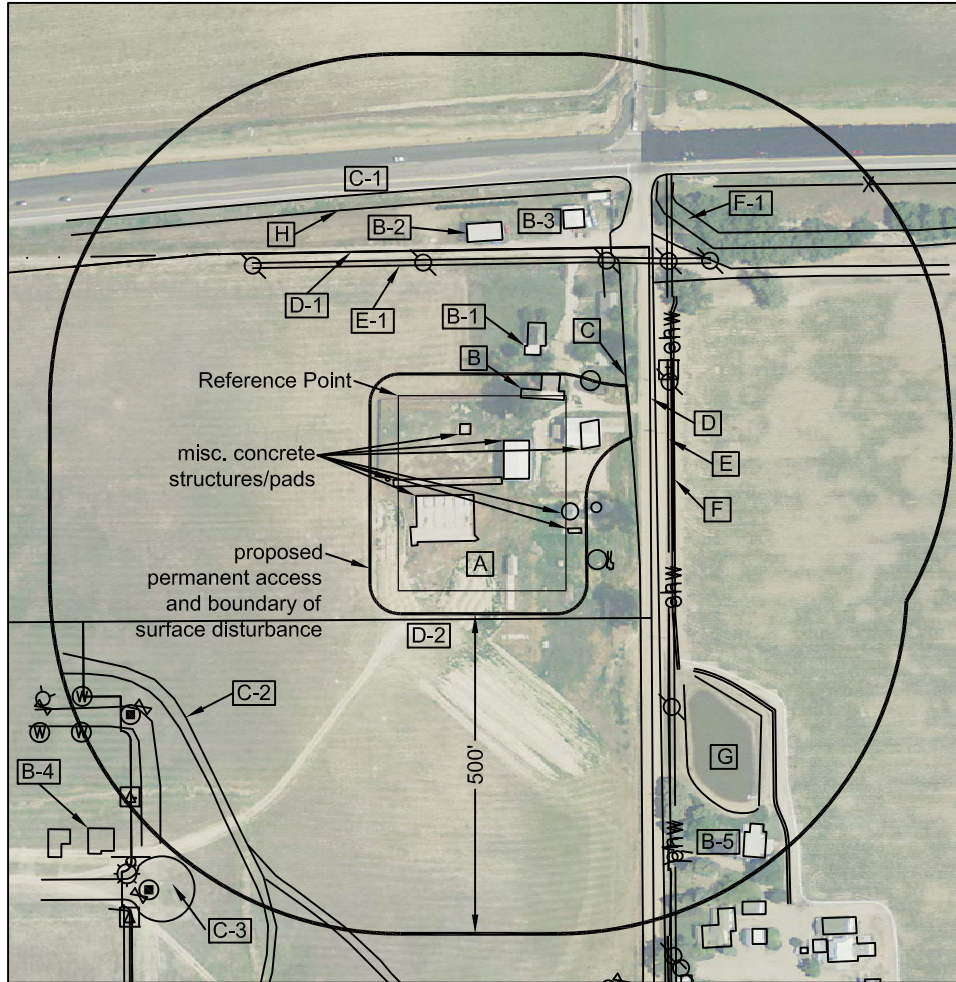 C-1
F-1
H
B-2
B-3
D-1
E-1
B-1
C
ohw
Reference Point
B
D
misc. concrete
structures/pads
E
F
A
proposed
permanent access
and boundary of
surface disturbance
ohw
D-2
C-2
W
W
W
500'
G
B-4
ohw
B-5
C-3
X